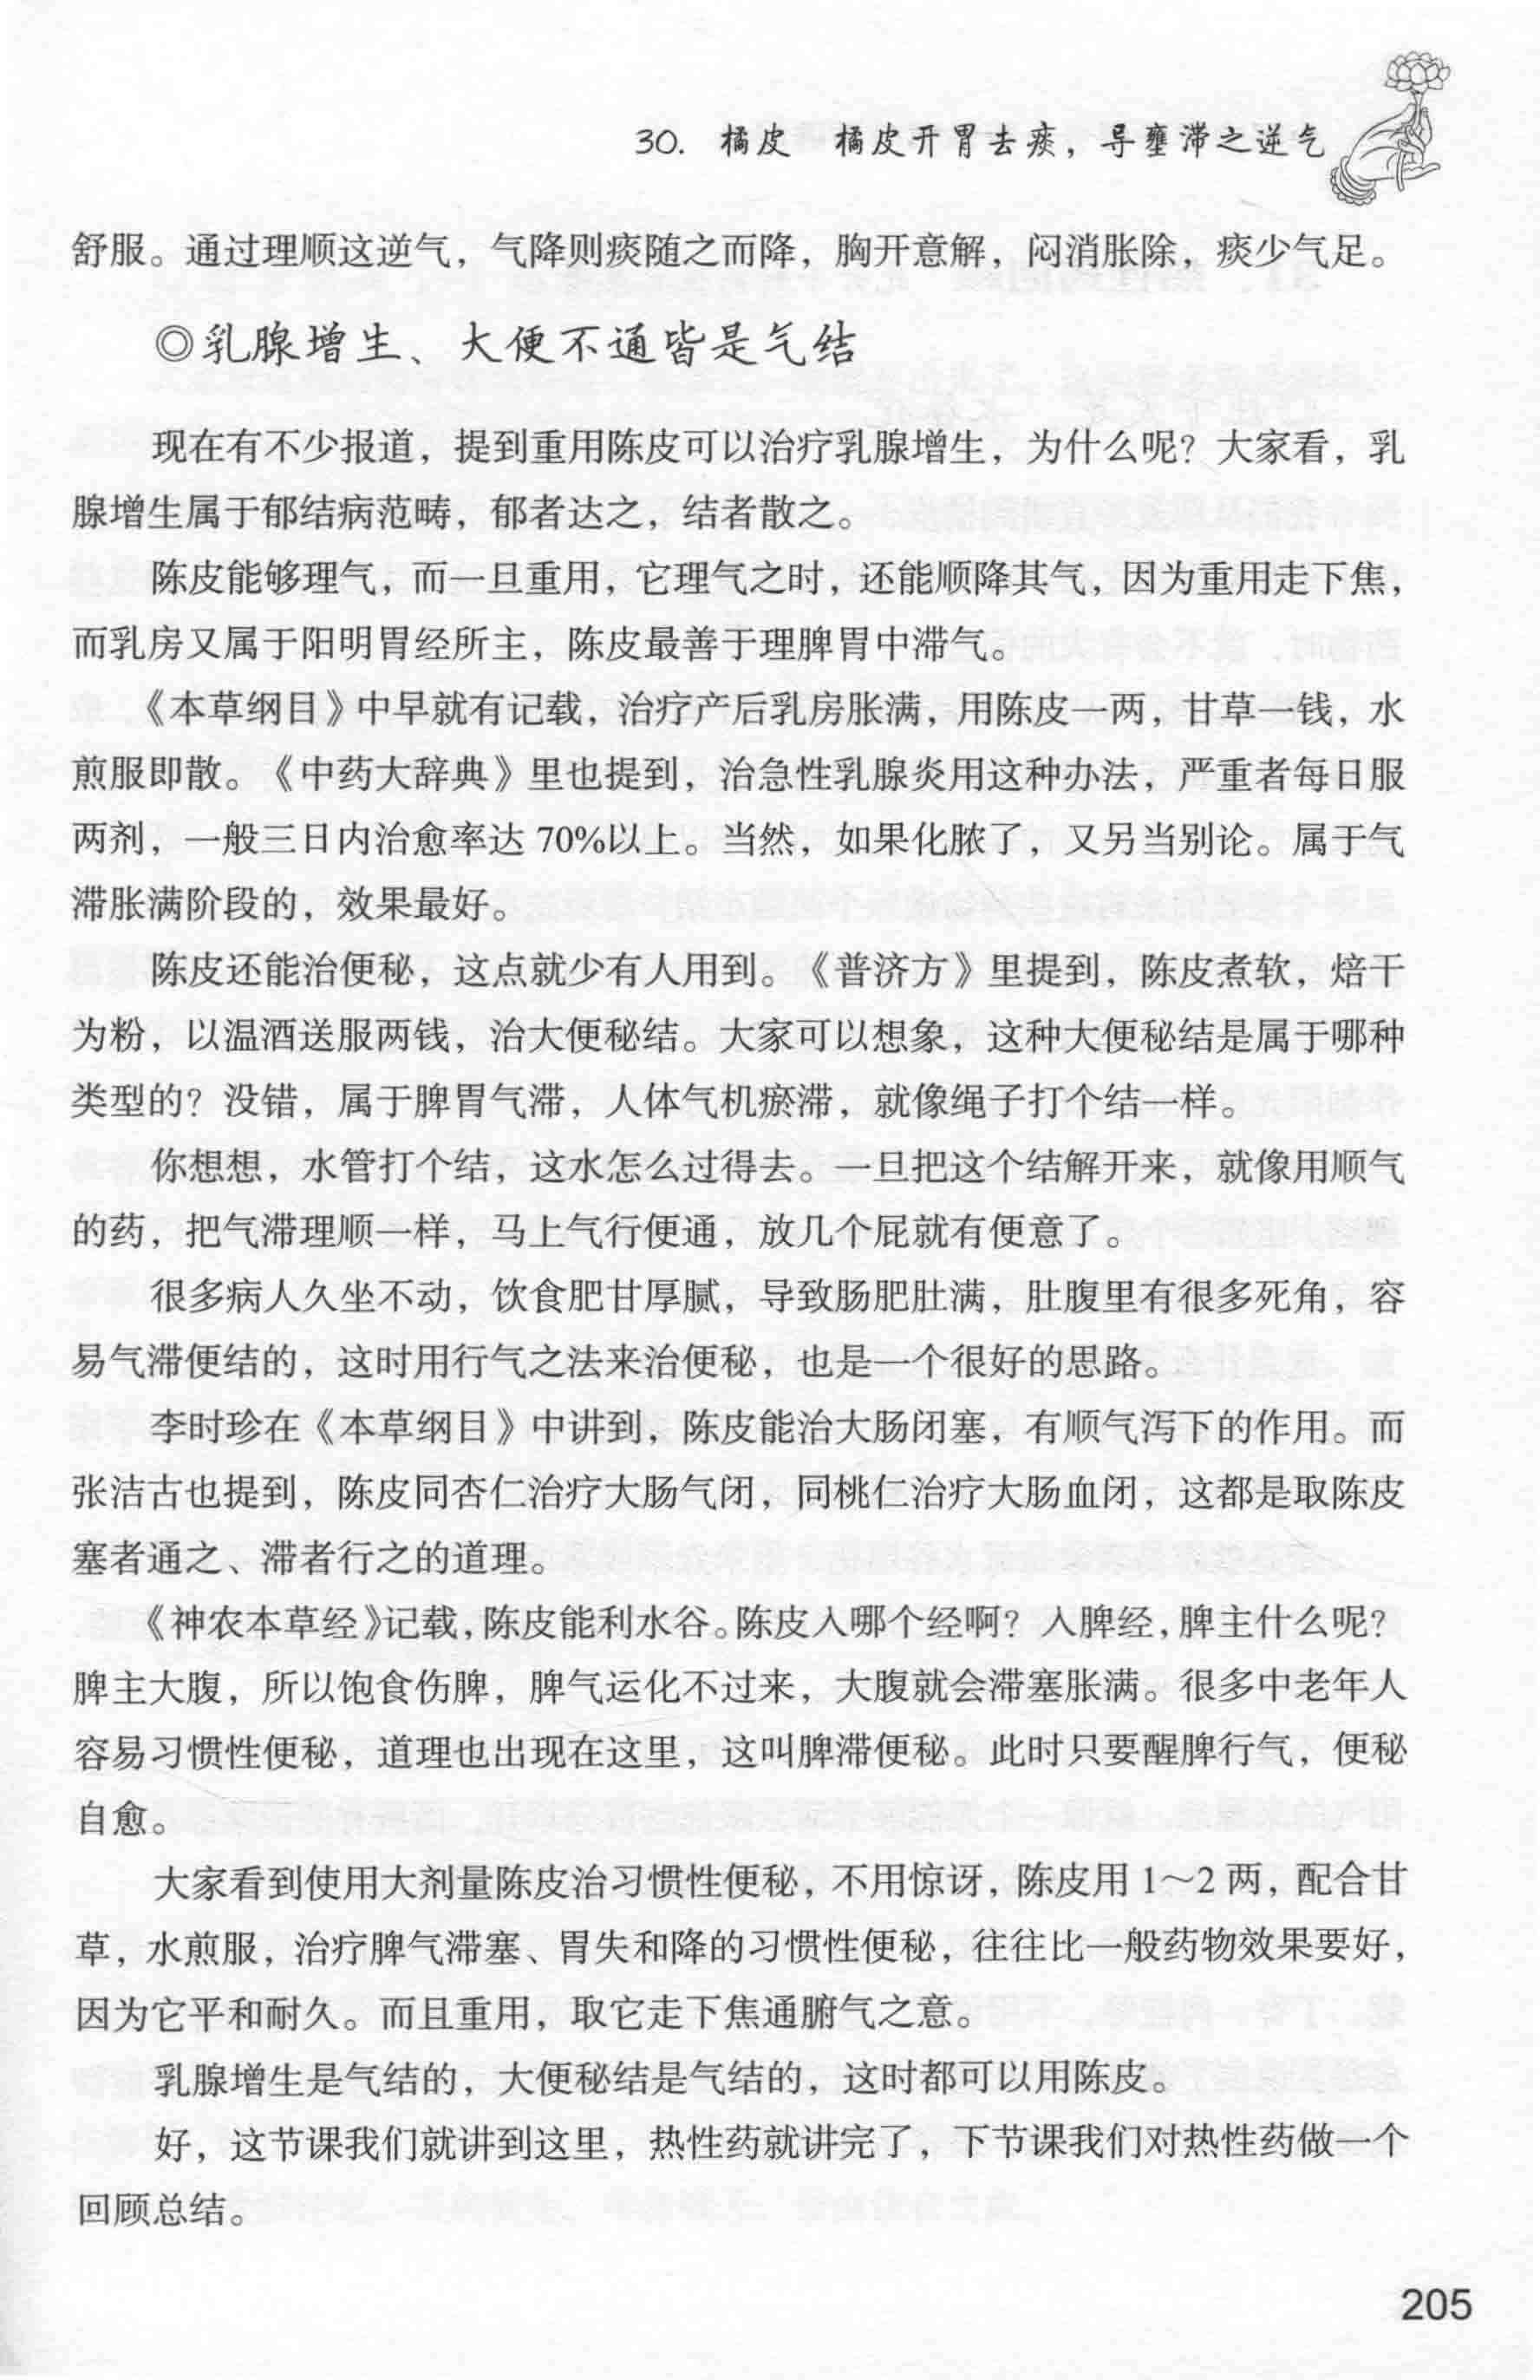 30. 橘皮　橘皮开胃去痰，导壅滞之逆气
舒服。通过理顺这逆气，气降则痰随之而降，胸开意解，闷消胀除，痰少气足。
◎乳腺增生、大便不通皆是气结
现在有不少报道，提到重用陈皮可以治疗乳腺增生，为什么呢？大家看，乳
腺增生属于郁结病范畴，郁者达之，结者散之。
陈皮能够理气，而一旦重用，它理气之时，还能顺降其气，因为重用走下焦，
而乳房又属于阳明胃经所主，陈皮最善于理脾胃中滞气。
《本草纲目》中早就有记载，治疗产后乳房胀满，用陈皮一两，甘草一钱，水
煎服即散。《中药大辞典》里也提到，治急性乳腺炎用这种办法，严重者每日服
两剂，一般三日内治愈率达 70%以上。当然，如果化脓了，又另当别论。属于气
滞胀满阶段的，效果最好。
陈皮还能治便秘，这点就少有人用到。《普济方》里提到，陈皮煮软，焙干
为粉，以温酒送服两钱，治大便秘结。大家可以想象，这种大便秘结是属于哪种
类型的？没错，属于脾胃气滞，人体气机瘀滞，就像绳子打个结一样。
你想想，水管打个结，这水怎么过得去。一旦把这个结解开来，就像用顺气
的药，把气滞理顺一样，马上气行便通，放几个屁就有便意了。
很多病人久坐不动，饮食肥甘厚腻，导致肠肥肚满，肚腹里有很多死角，容
易气滞便结的，这时用行气之法来治便秘，也是一个很好的思路。
李时珍在《本草纲目》中讲到，陈皮能治大肠闭塞，有顺气泻下的作用。而
张洁古也提到，陈皮同杏仁治疗大肠气闭，同桃仁治疗大肠血闭，这都是取陈皮
塞者通之、滞者行之的道理。
《神农本草经》记载，陈皮能利水谷。陈皮入哪个经啊？入脾经，脾主什么呢？
脾主大腹，所以饱食伤脾，脾气运化不过来，大腹就会滞塞胀满。很多中老年人
容易习惯性便秘，道理也出现在这里，这叫脾滞便秘。此时只要醒脾行气，便秘
自愈。
大家看到使用大剂量陈皮治习惯性便秘，不用惊讶，陈皮用 1～2 两，配合甘
草，水煎服，治疗脾气滞塞、胃失和降的习惯性便秘，往往比一般药物效果要好，
因为它平和耐久。而且重用，取它走下焦通腑气之意。
乳腺增生是气结的，大便秘结是气结的，这时都可以用陈皮。
好，这节课我们就讲到这里，热性药就讲完了，下节课我们对热性药做一个
回顾总结。
205